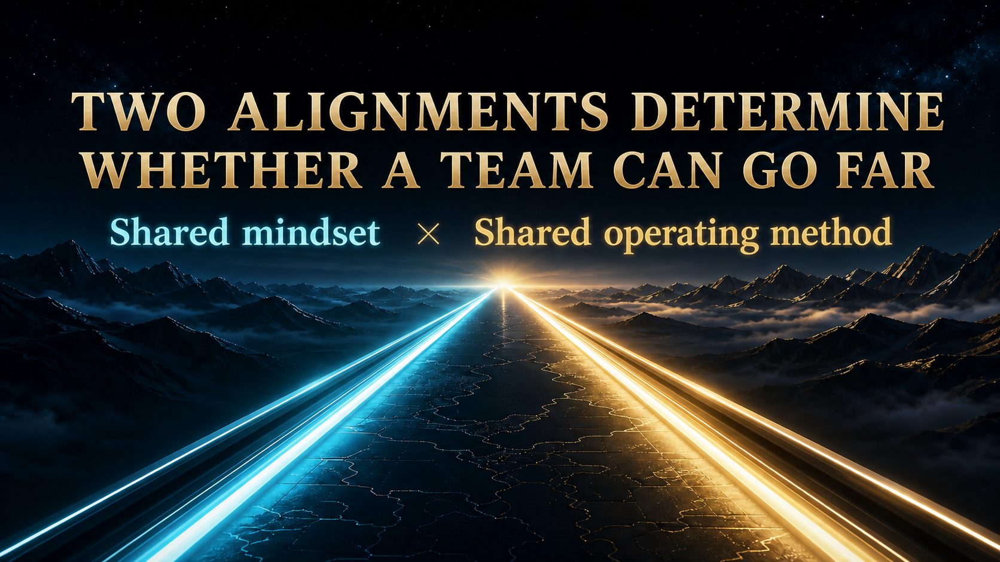 TWO ALIGNMENTS DETERMINE
WHETHER A TEAM CAN GO FAR
Shared mindset × Shared operating method